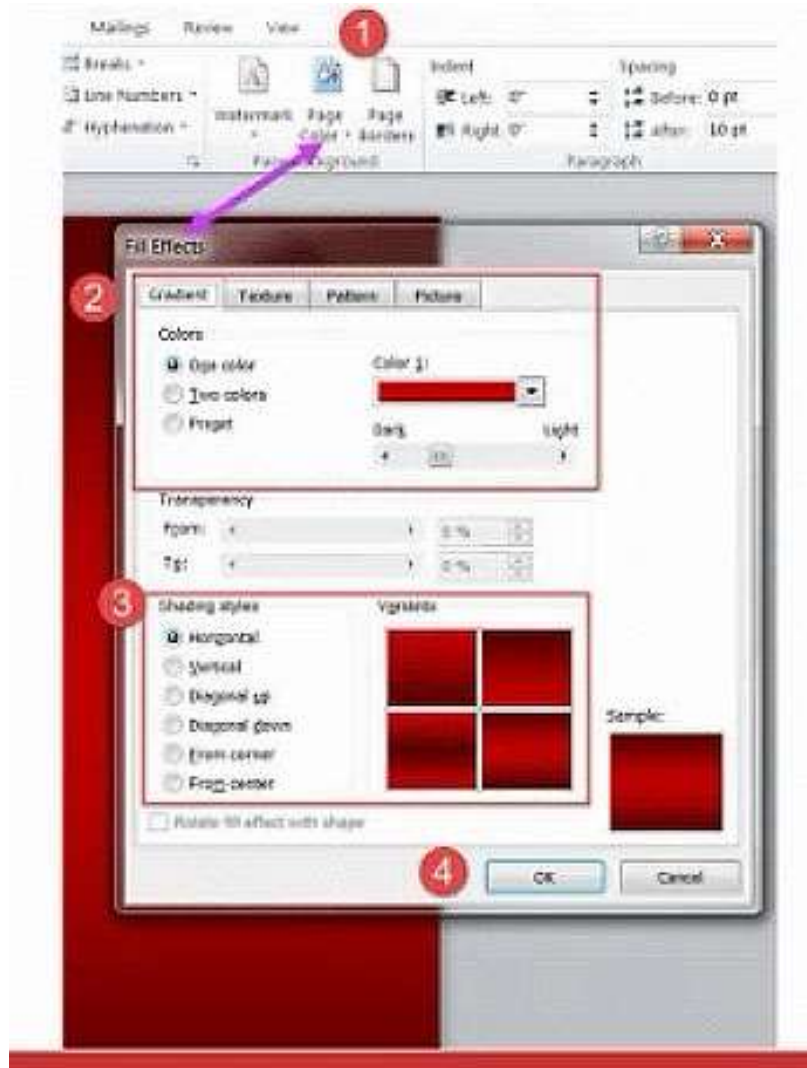 Mailings Review View
1
Breaks
Line Numbers
Hyphenation
Watermark
Page Color
Page Borders
Page Background
Indent
Left: 0"
Right: 0"
Spacing
Before: 0 pt
After: 10 pt
Paragraph
Fill Effects
2
Gradient Texture Pattern Picture
Colors
One color
Two colors
Preset
Color 1:
Dark Light
Transparency
From: 0 %
To: 0 %
3
Shading styles
Horizontal
Vertical
Diagonal up
Diagonal down
From corner
From center
Variants
Sample:
Rotate fill effect with shape
4
OK Cancel